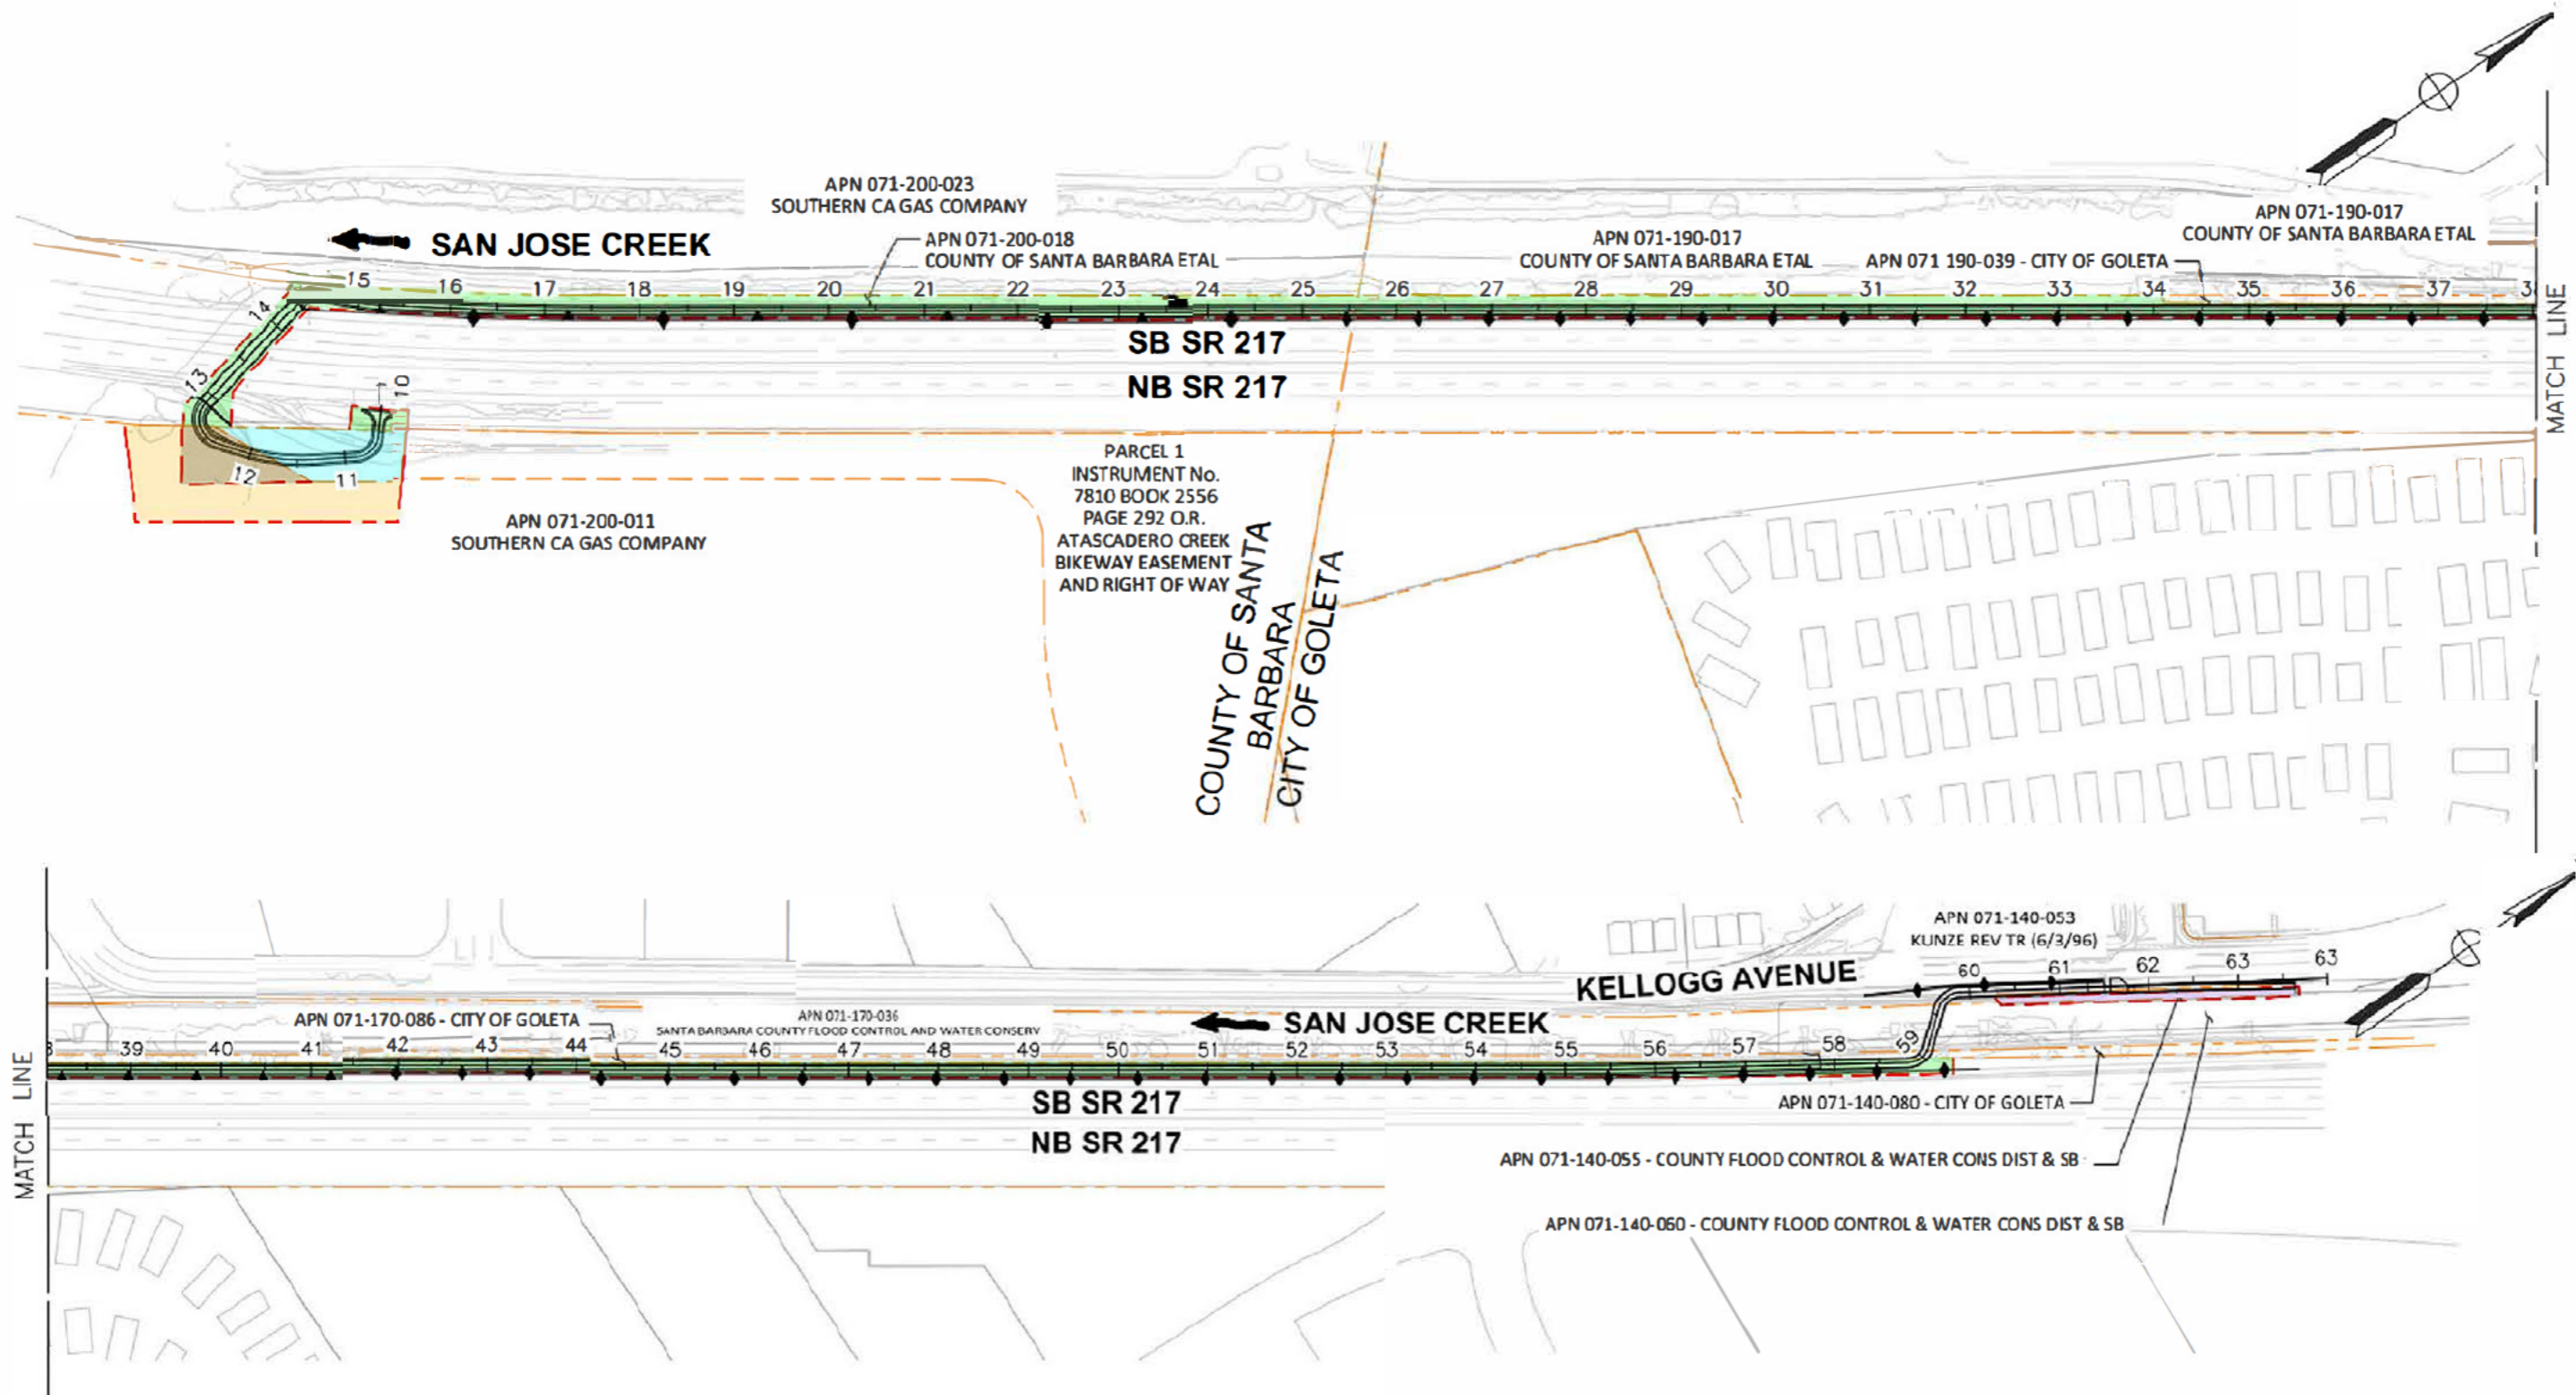 APN 071-200-023
SOUTHERN CA GAS COMPANY
SAN JOSE CREEK
APN 071-200-018
COUNTY OF SANTA BARBARA ETAL
APN 071-190-017
COUNTY OF SANTA BARBARA ETAL
APN 071 190-039 - CITY OF GOLETA
APN 071-190-017
COUNTY OF SANTA BARBARA ETAL
10
11
12
13
14
15 16 17 18 19 20 21 22 23 24 25 26 27 28 29 30 31 32 33 34 35 36 37 38
MATCH LINE
SB SR 217
NB SR 217
PARCEL 1
INSTRUMENT No.
7810 BOOK 2556
PAGE 292 O.R.
ATASCADERO CREEK
BIKEWAY EASEMENT
AND RIGHT OF WAY
APN 071-200-011
SOUTHERN CA GAS COMPANY
COUNTY OF SANTA
BARBARA
CITY OF GOLETA
MATCH LINE
APN 071-140-053
KUNZE REV TR (6/3/96)
KELLOGG AVENUE
60 61 62 63 63
APN 071-170-086 - CITY OF GOLETA
APN 071-170-036
SANTA BARBARA COUNTY FLOOD CONTROL AND WATER CONSERV
SAN JOSE CREEK
8 39 40 41 42 43 44 45 46 47 48 49 50 51 52 53 54 55 56 57 58 59
SB SR 217
NB SR 217
APN 071-140-080 - CITY OF GOLETA
APN 071-140-055 - COUNTY FLOOD CONTROL & WATER CONS DIST & SB
APN 071-140-060 - COUNTY FLOOD CONTROL & WATER CONS DIST & SB